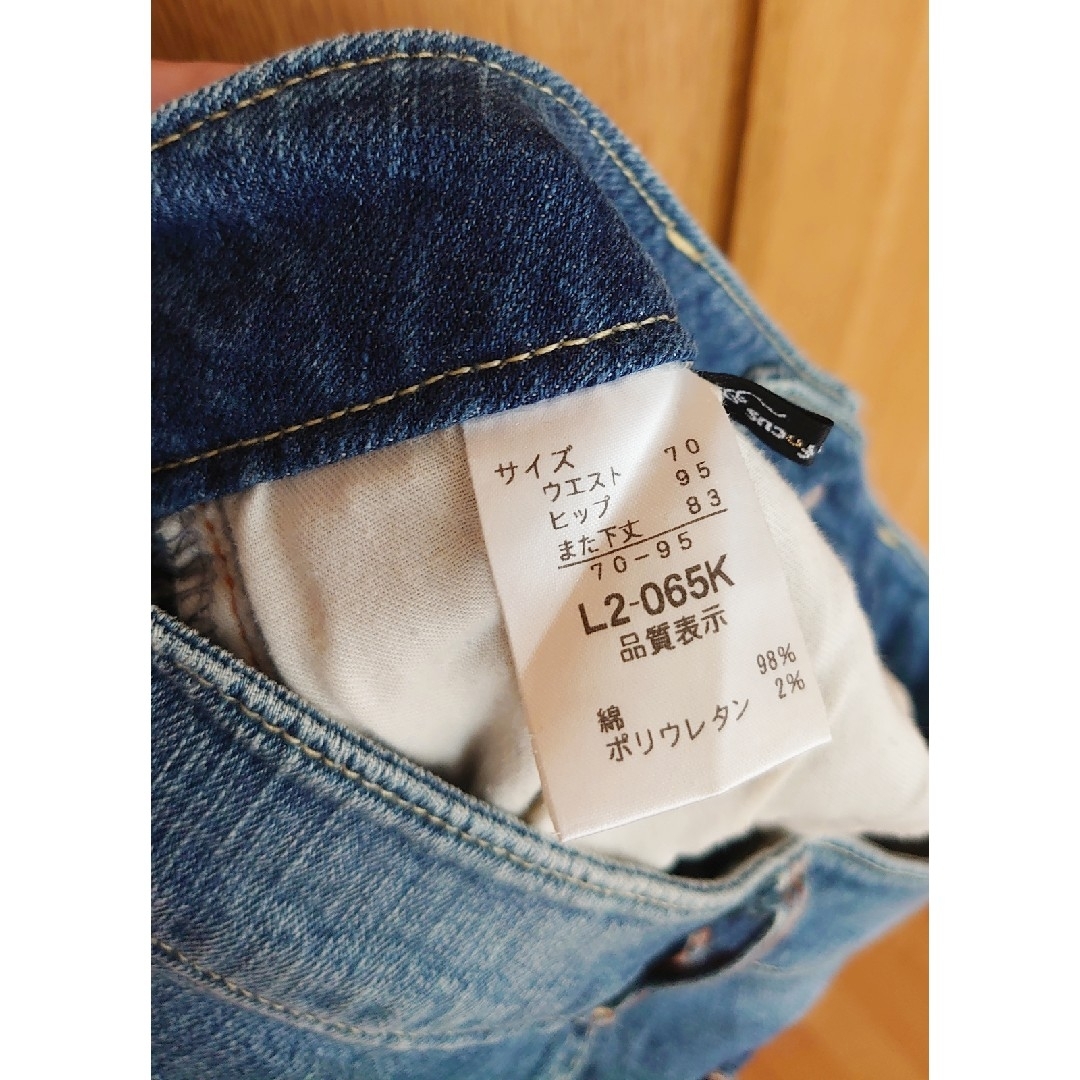 サイズ
ウエスト 70
ヒップ 95
また下丈 83
70-95
L2-065K
品質表示
綿 98%
ポリウレタン 2%